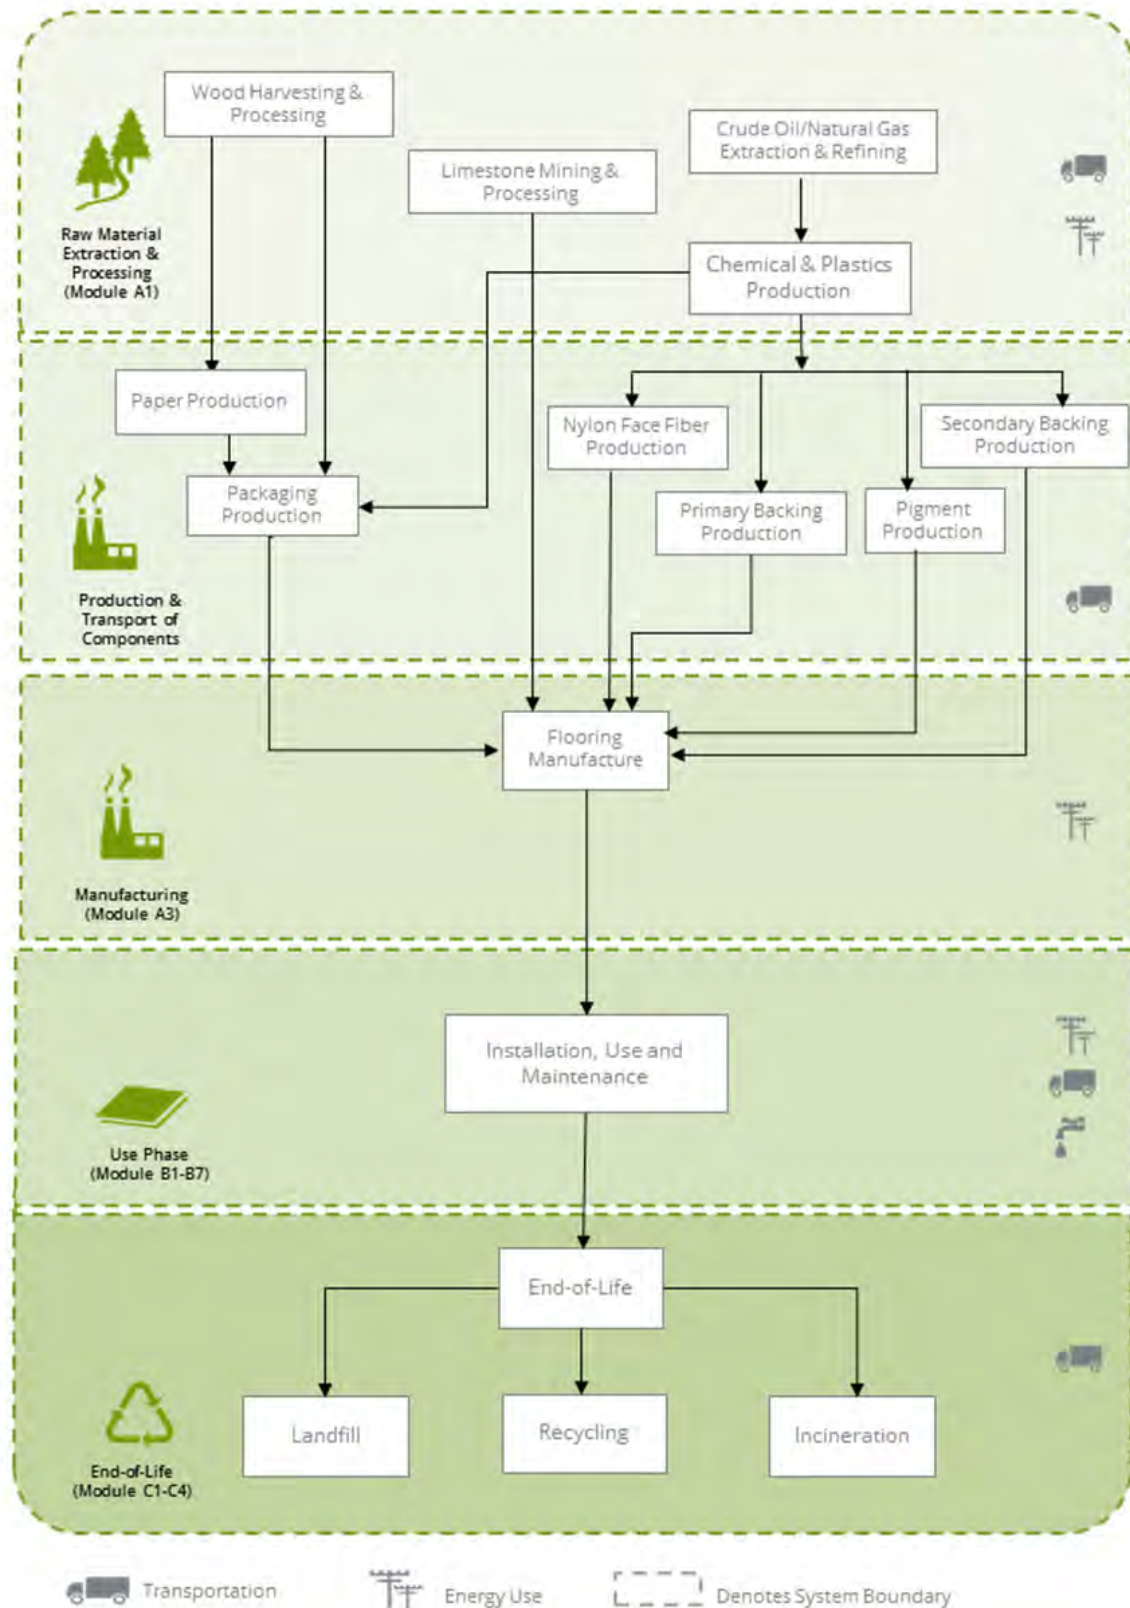 Wood Harvesting &
Processing
Crude Oil/Natural Gas
Extraction & Refining
Limestone Mining &
Processing
Raw Material
Extraction &
Processing
(Module A1)
Chemical & Plastics
Production
Paper Production
Nylon Face Fiber
Production
Secondary Backing
Production
Packaging
Production
Primary Backing
Production
Pigment
Production
Production &
Transport of
Components
Flooring
Manufacture
Manufacturing
(Module A3)
Installation, Use and
Maintenance
Use Phase
(Module B1-B7)
End-of-Life
Landfill
Recycling
Incineration
End-of-Life
(Module C1-C4)
Transportation
Energy Use
Denotes System Boundary